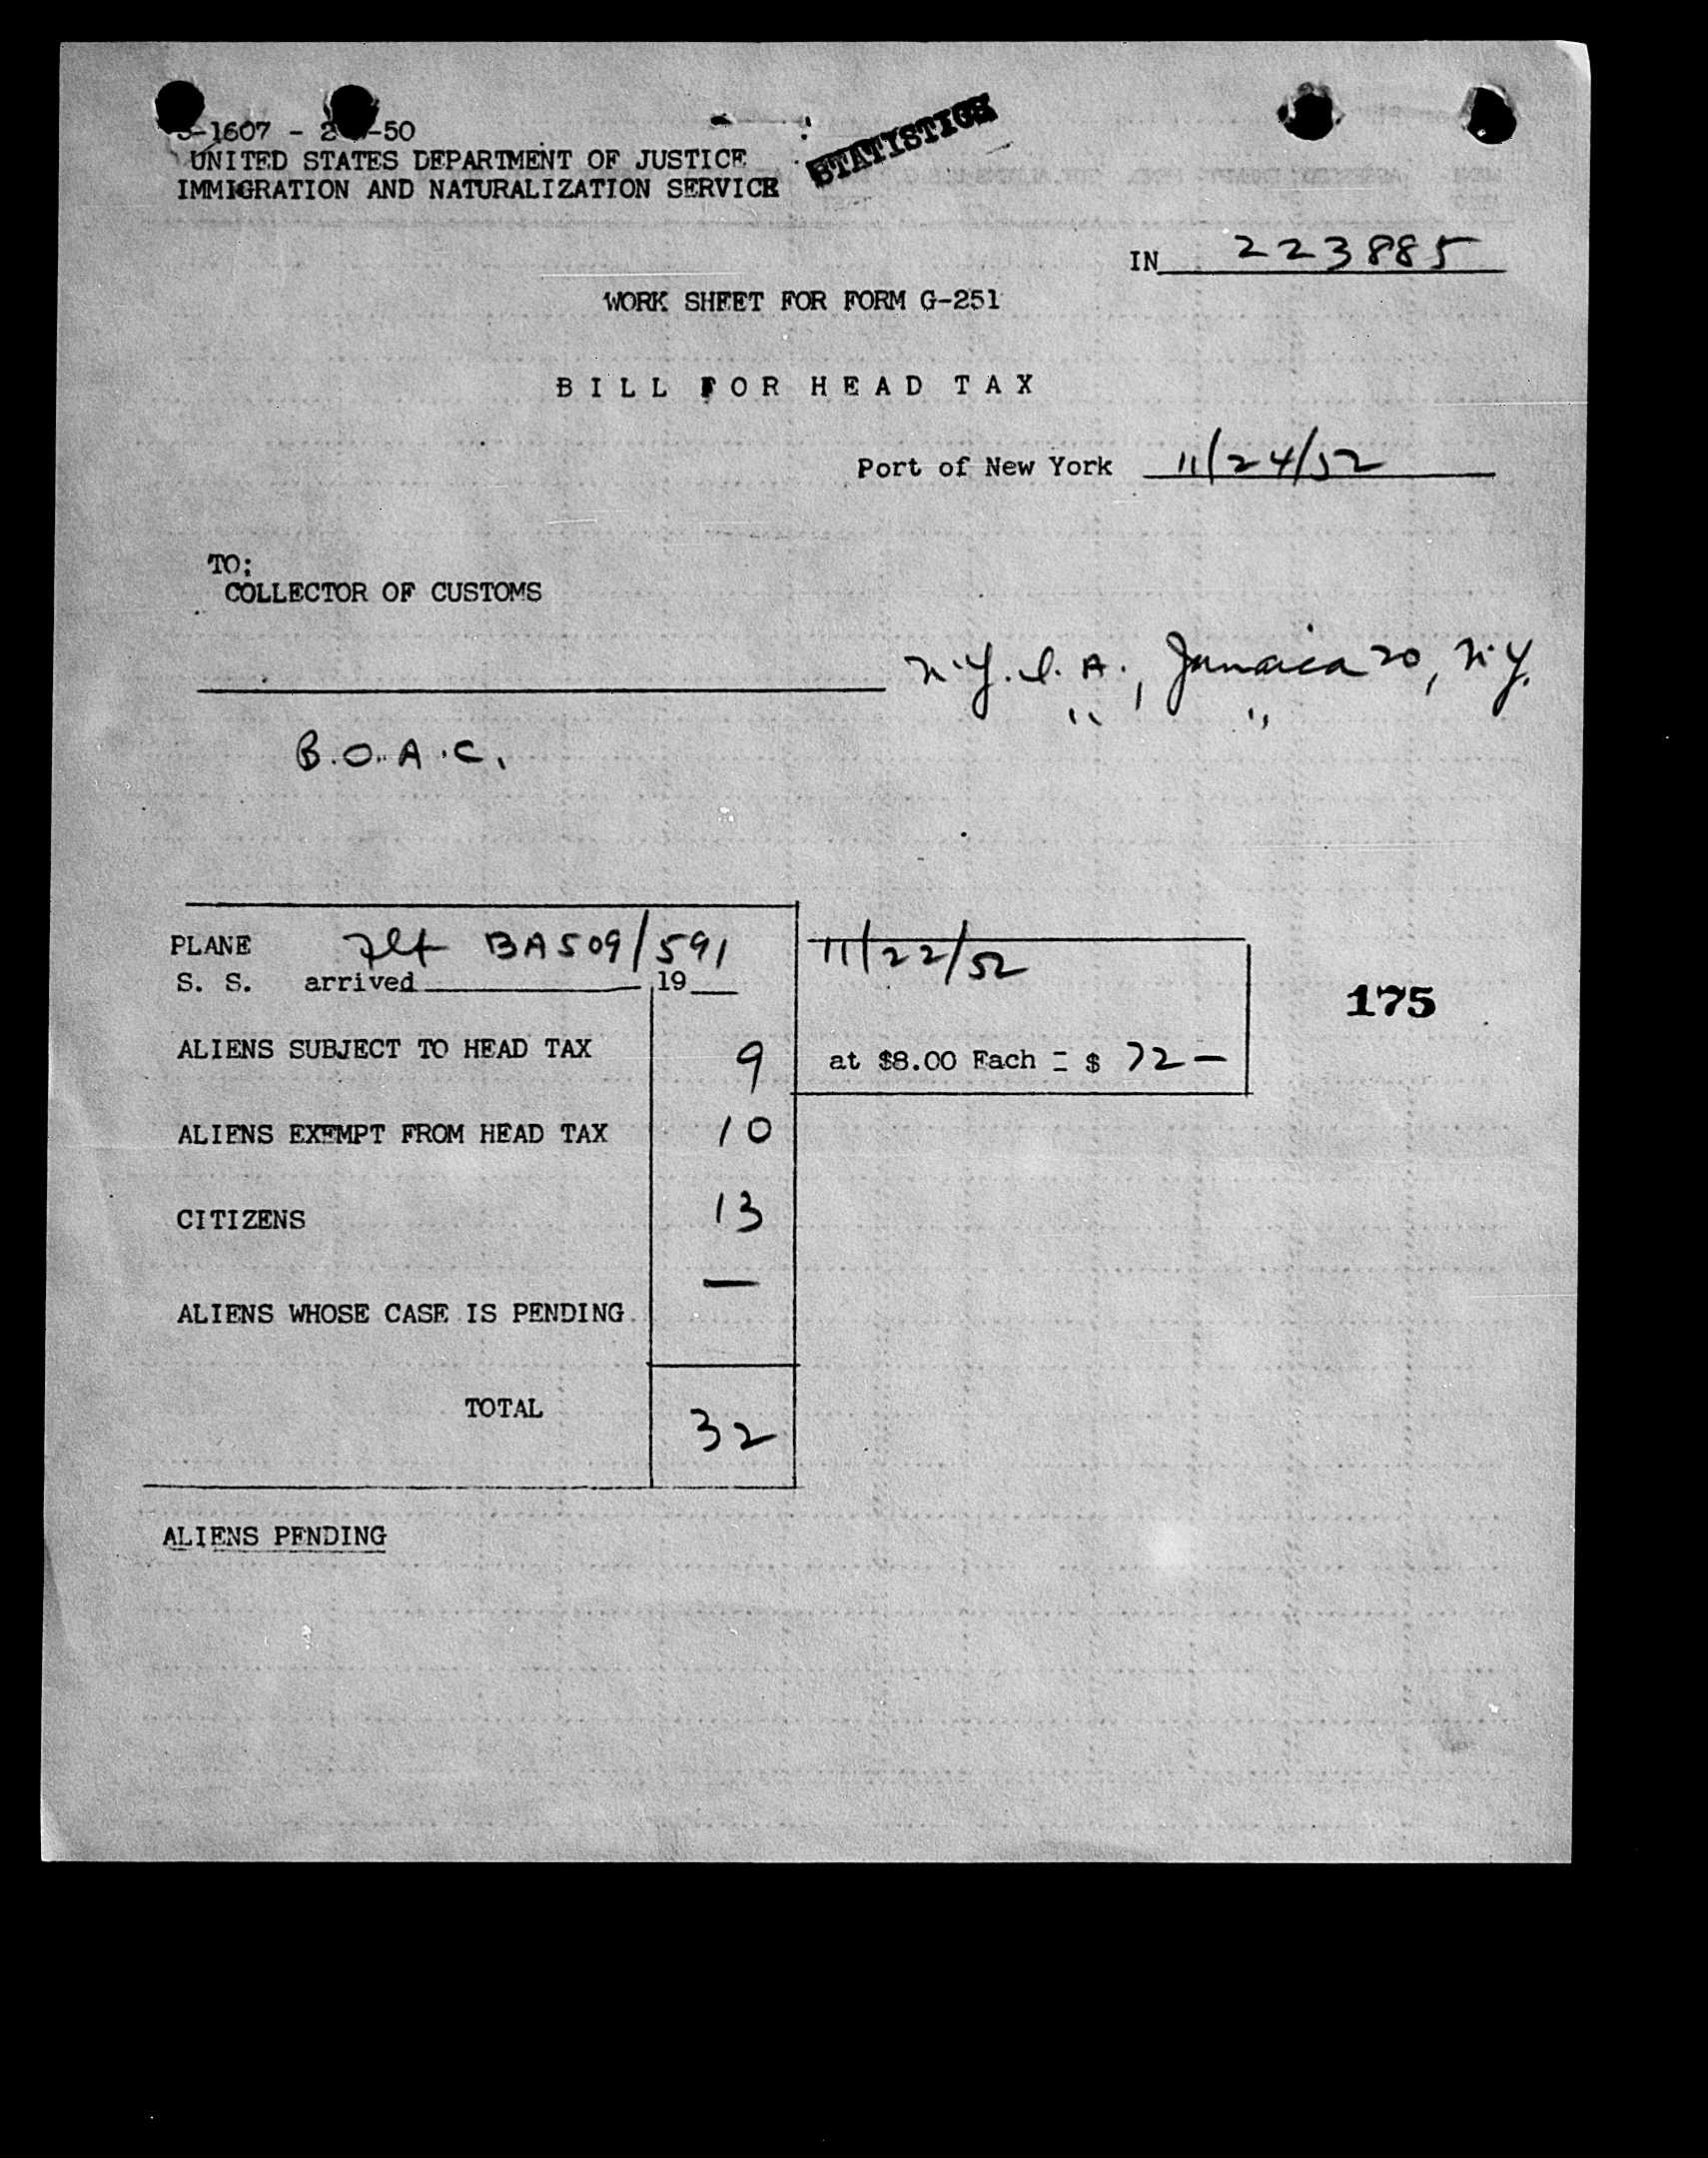 -1607 - 2 -50
UNITED STATES DEPARTMENT OF JUSTICE
IMMIGRATION AND NATURALIZATION SERVICE
STATISTICS
IN 223885
WORK SHEET FOR FORM G-251
BILL FOR HEAD TAX
Port of New York 11/24/52
TO:
COLLECTOR OF CUSTOMS
N.Y.I.A., Jamaica 20, N.Y.
" "
B.O.A.C.
PLANE Flt BA509/591 11/22/52
S. S. arrived ,19
175
ALIENS SUBJECT TO HEAD TAX 9 at $8.00 Each = $ 72 —
ALIENS EXEMPT FROM HEAD TAX 10
CITIZENS 13
ALIENS WHOSE CASE IS PENDING —
TOTAL 32
ALIENS PENDING